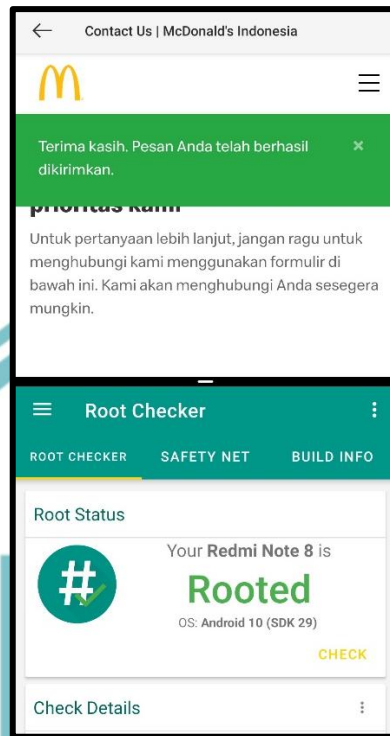 Contact Us | McDonald's Indonesia
Terima kasih. Pesan Anda telah berhasil
dikirimkan.
prioritas kami
Untuk pertanyaan lebih lanjut, jangan ragu untuk
menghubungi kami menggunakan formulir di
bawah ini. Kami akan menghubungi Anda sesegera
mungkin.
Root Checker
ROOT CHECKER SAFETY NET BUILD INFO
Root Status
Your Redmi Note 8 is
Rooted
OS: Android 10 (SDK 29)
CHECK
Check Details